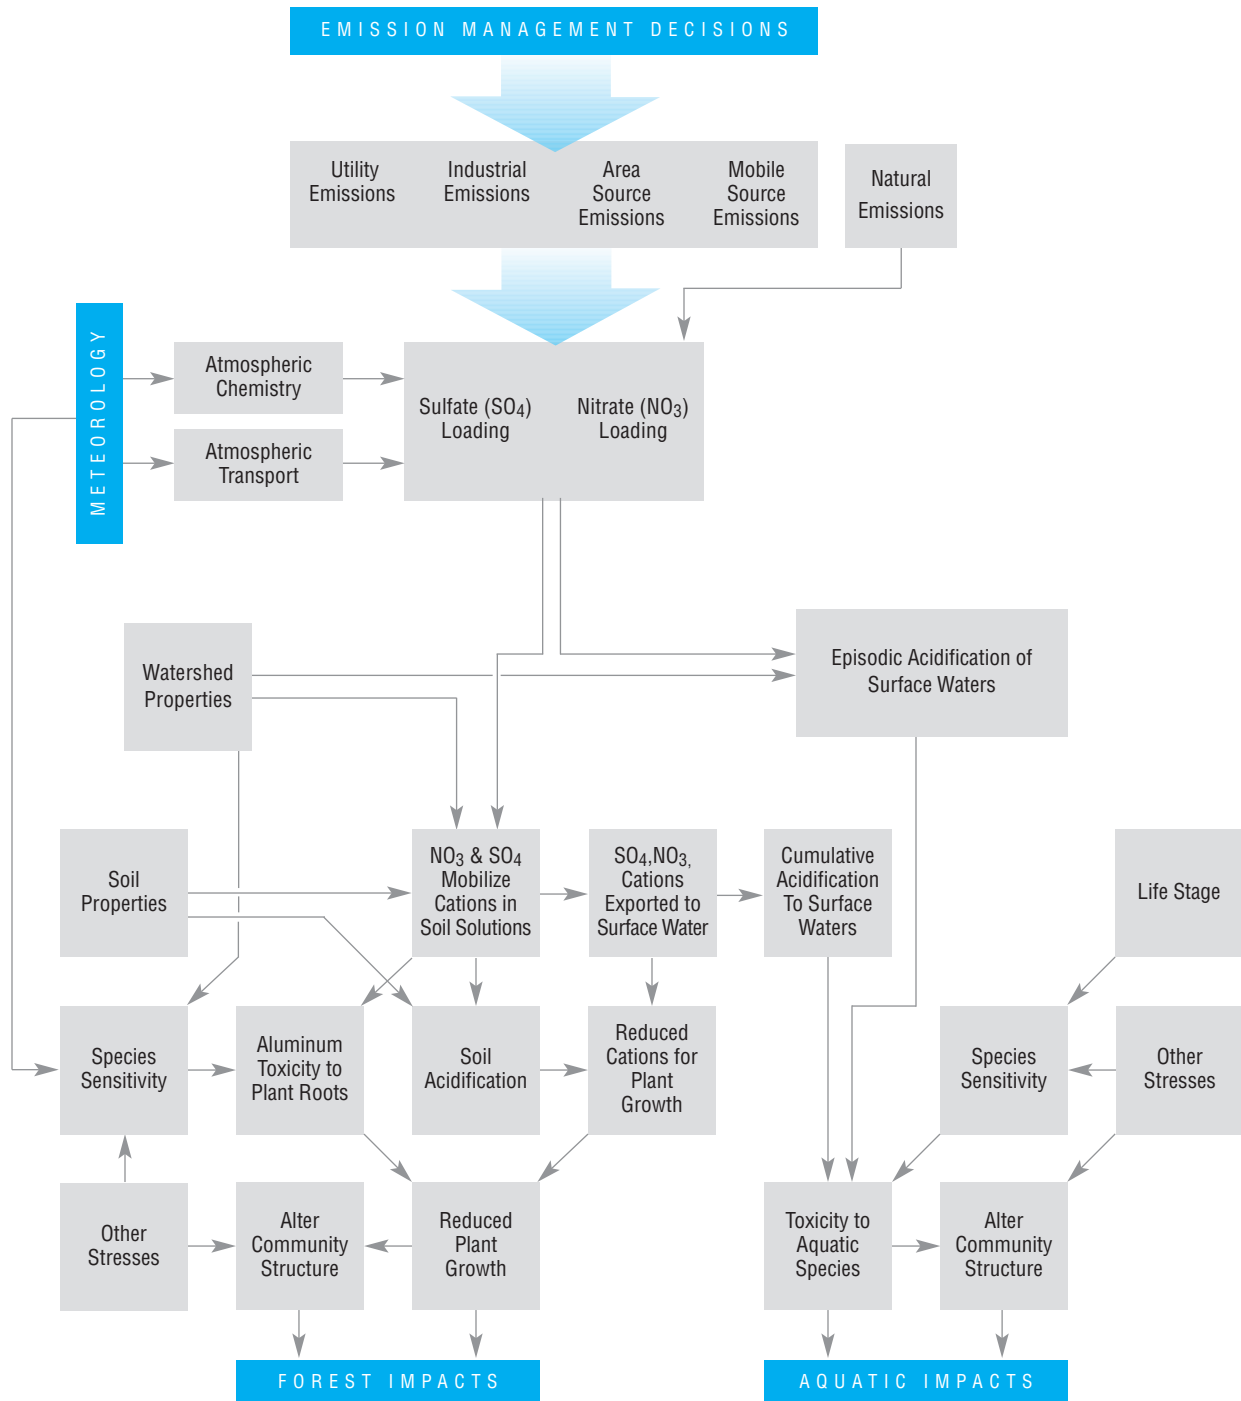 EMISSION MANAGEMENT DECISIONS
Utility
Emissions
Industrial
Emissions
Area
Source
Emissions
Mobile
Source
Emissions
Natural
Emissions
METEOROLOGY
Atmospheric
Chemistry
Atmospheric
Transport
Sulfate (SO4)
Loading
Nitrate (NO3)
Loading
Watershed
Properties
Episodic Acidification of
Surface Waters
Soil
Properties
NO3 & SO4
Mobilize
Cations in
Soil Solutions
SO4,NO3,
Cations
Exported to
Surface Water
Cumulative
Acidification
To Surface
Waters
Life Stage
Species
Sensitivity
Aluminum
Toxicity to
Plant Roots
Soil
Acidification
Reduced
Cations for
Plant
Growth
Species
Sensitivity
Other
Stresses
Other
Stresses
Alter
Community
Structure
Reduced
Plant
Growth
Toxicity to
Aquatic
Species
Alter
Community
Structure
FOREST IMPACTS
AQUATIC IMPACTS